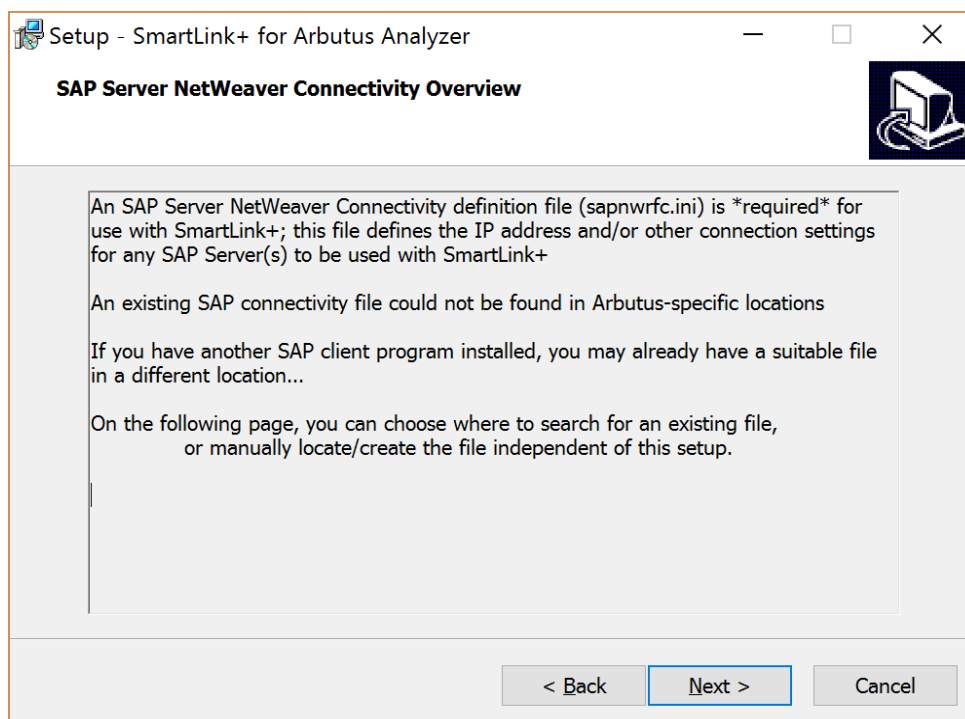 Setup - SmartLink+ for Arbutus Analyzer
SAP Server NetWeaver Connectivity Overview
An SAP Server NetWeaver Connectivity definition file (sapnwrfc.ini) is *required* for
use with SmartLink+; this file defines the IP address and/or other connection settings
for any SAP Server(s) to be used with SmartLink+
An existing SAP connectivity file could not be found in Arbutus-specific locations
If you have another SAP client program installed, you may already have a suitable file
in a different location...
On the following page, you can choose where to search for an existing file,
or manually locate/create the file independent of this setup.
< Back
Next >
Cancel